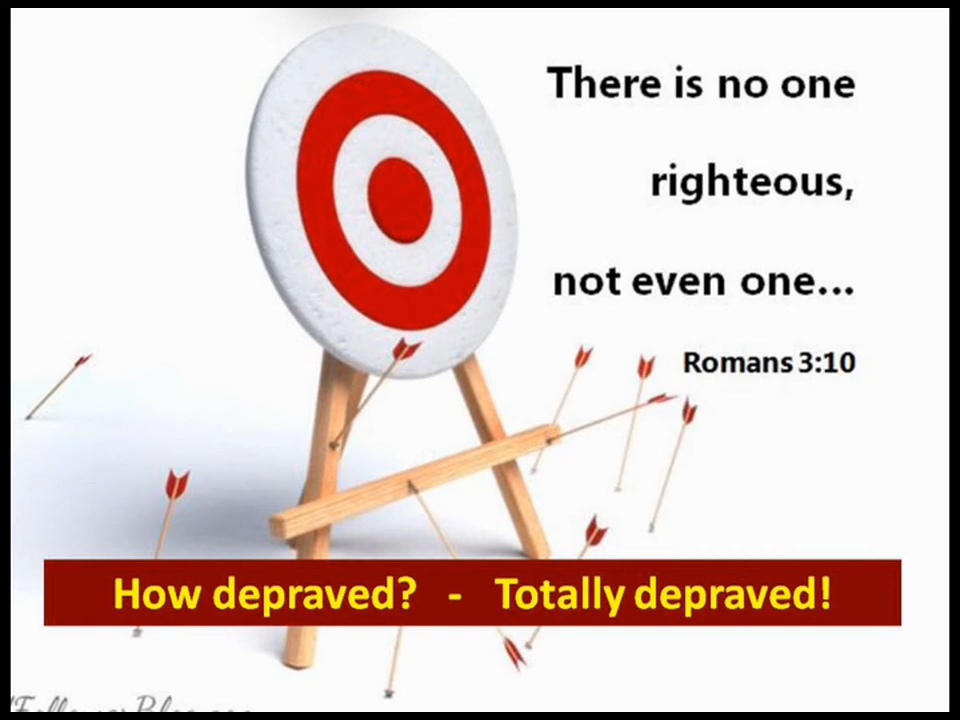 There is no one
righteous,
not even one...
Romans 3:10
How depraved? - Totally depraved!